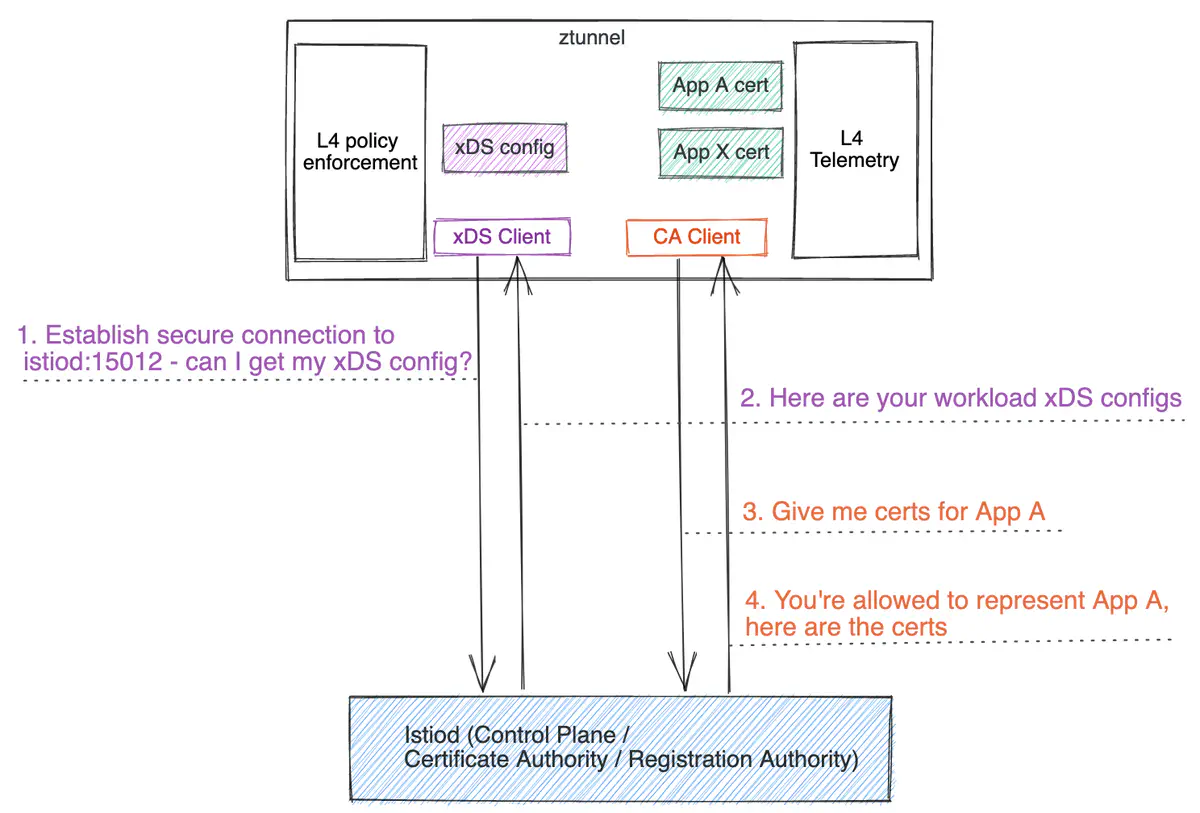 ztunnel
L4 policy
enforcement
xDS config
App A cert
App X cert
L4
Telemetry
xDS Client
CA Client
1. Establish secure connection to
istiod:15012 - can I get my xDS config?
2. Here are your workload xDS configs
3. Give me certs for App A
4. You're allowed to represent App A,
here are the certs
Istiod (Control Plane /
Certificate Authority / Registration Authority)